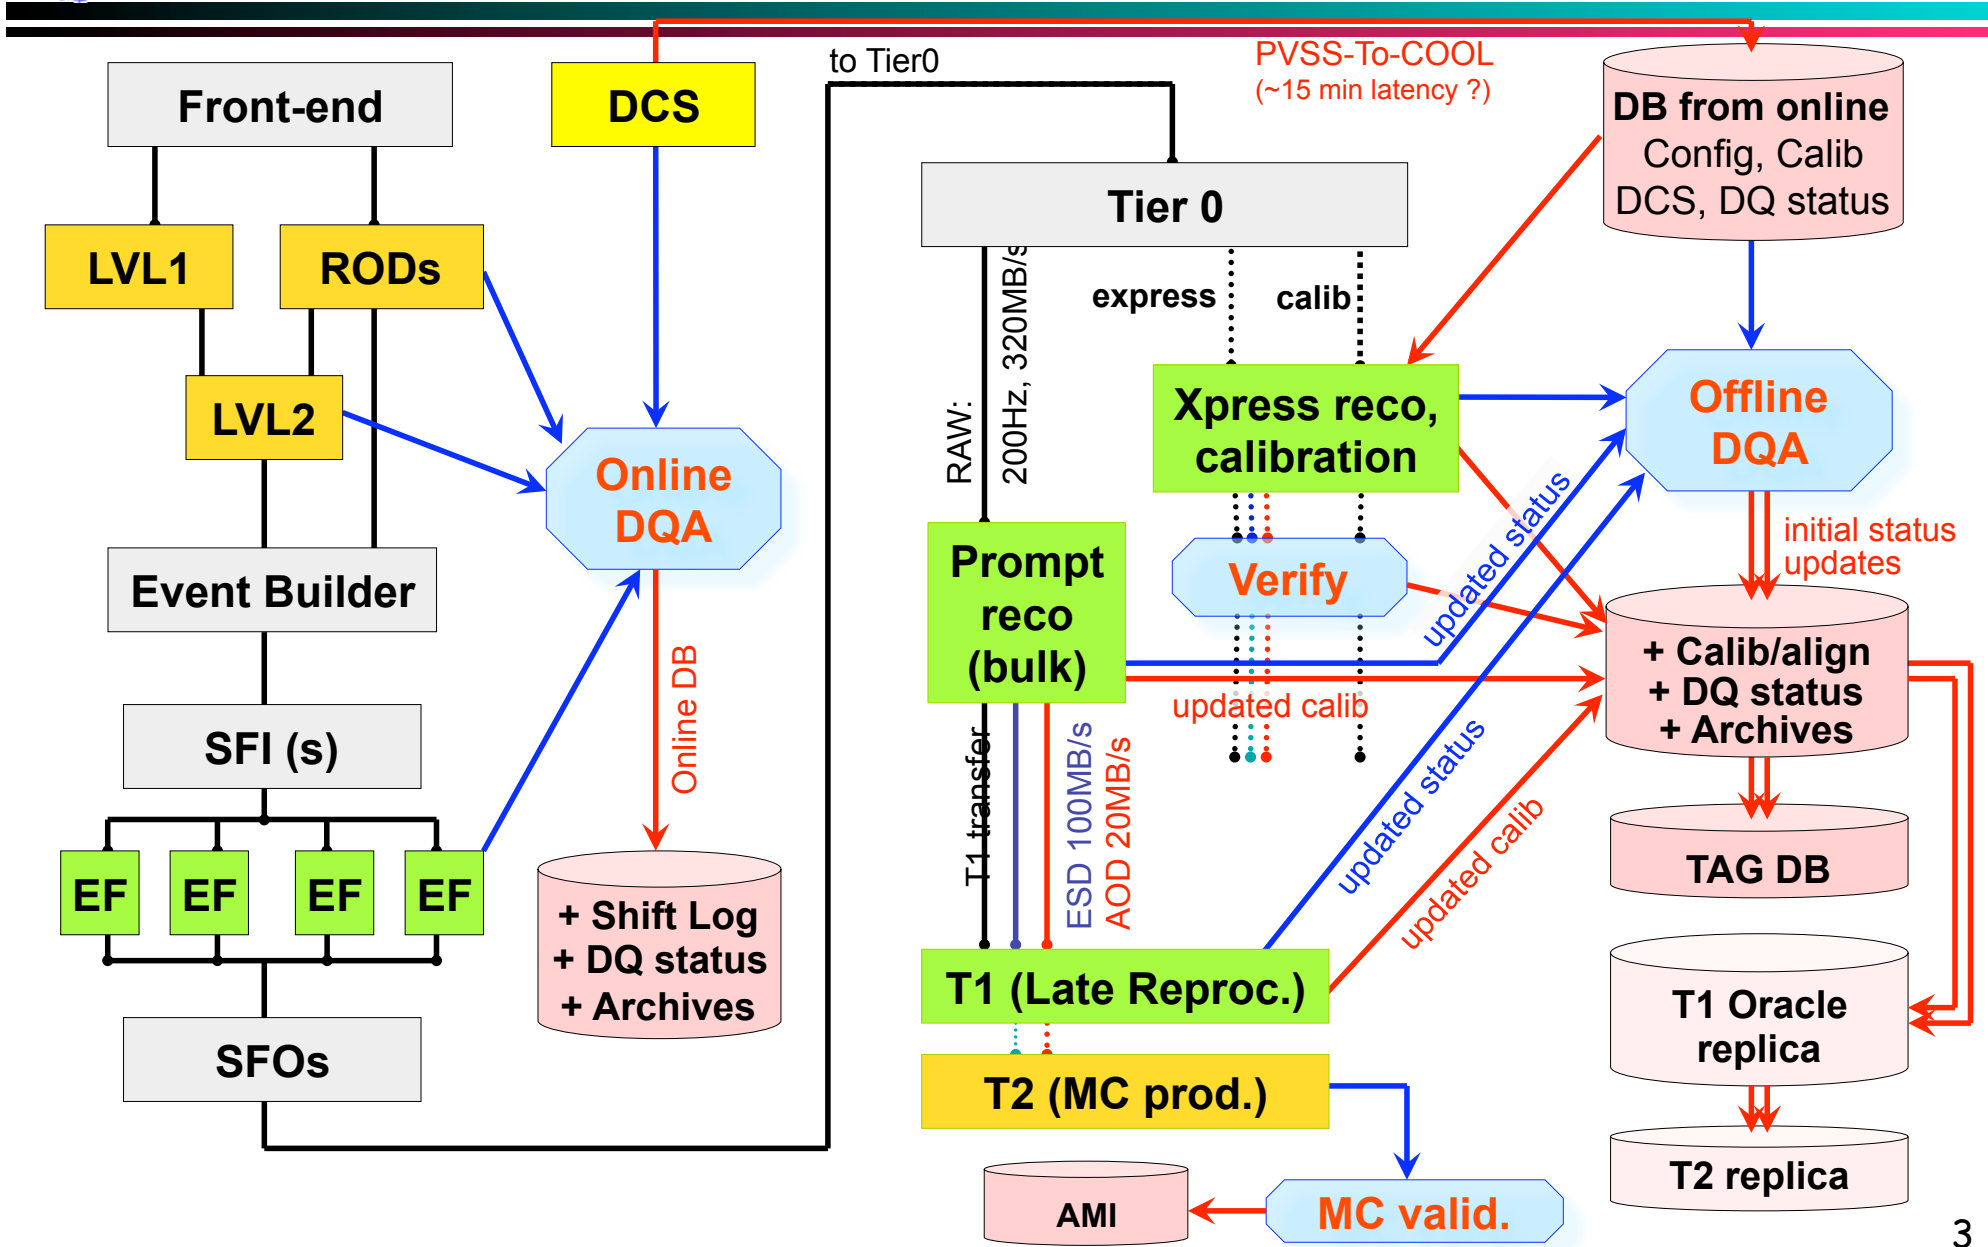 to Tier0
PVSS-To-COOL
(~15 min latency ?)
Front-end
DCS
DB from online
Config, Calib
DCS, DQ status
Tier 0
LVL1
RODs
express
calib
RAW:
200Hz, 320MB/s
LVL2
Xpress reco,
calibration
Offline
DQA
Online
DQA
updated status
initial status
updates
Event Builder
Prompt
reco
(bulk)
Verify
+ Calib/align
+ DQ status
+ Archives
Online DB
updated calib
SFI (s)
T1 transfer
ESD 100MB/s
AOD 20MB/s
updated status
updated calib
TAG DB
EF
EF
EF
EF
+ Shift Log
+ DQ status
+ Archives
T1 (Late Reproc.)
T1 Oracle
replica
SFOs
T2 (MC prod.)
T2 replica
AMI
MC valid.
3